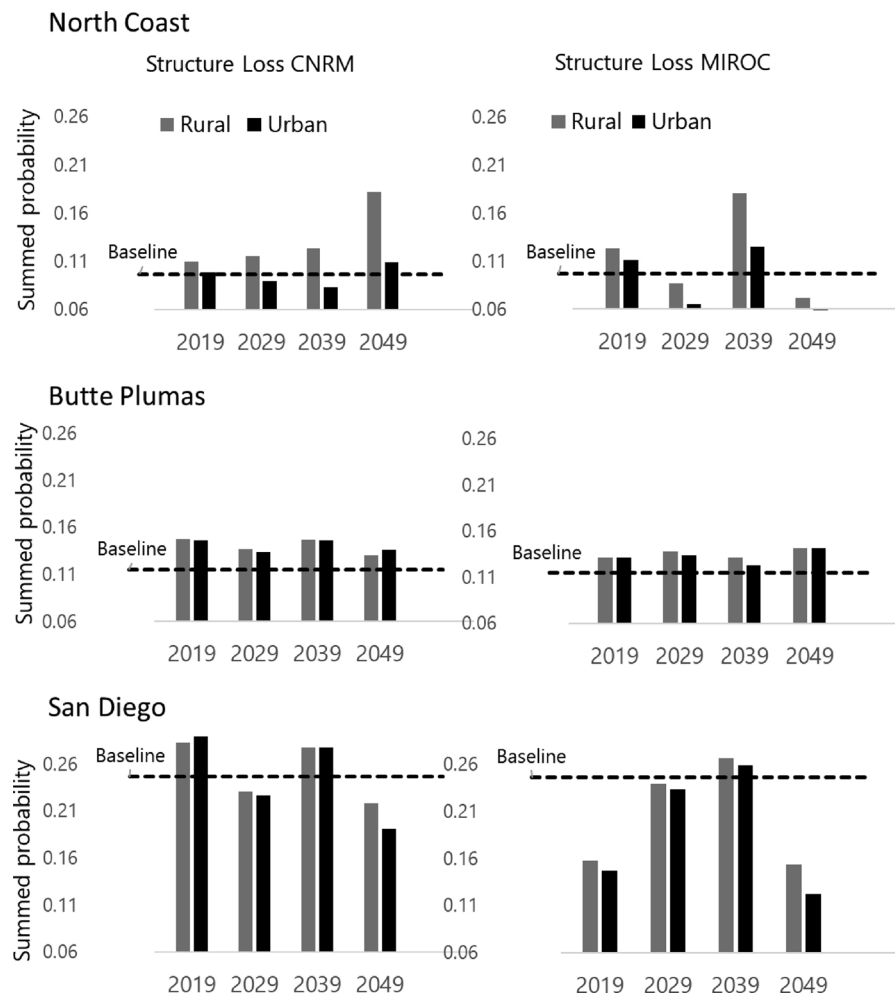 North Coast
Structure Loss CNRM
Structure Loss MIROC
Summed probability
0.26
0.21
0.16
0.11
0.06
Rural Urban
Baseline
2019 2029 2039 2049
0.26
0.21
0.16
0.11
0.06
Rural Urban
Baseline
2019 2029 2039 2049
Butte Plumas
Summed probability
0.26
0.21
0.16
0.11
0.06
Baseline
2019 2029 2039 2049
0.26
0.21
0.16
0.11
0.06
Baseline
2019 2029 2039 2049
San Diego
Summed probability
0.26
0.21
0.16
0.11
0.06
Baseline
2019 2029 2039 2049
0.26
0.21
0.16
0.11
0.06
Baseline
2019 2029 2039 2049